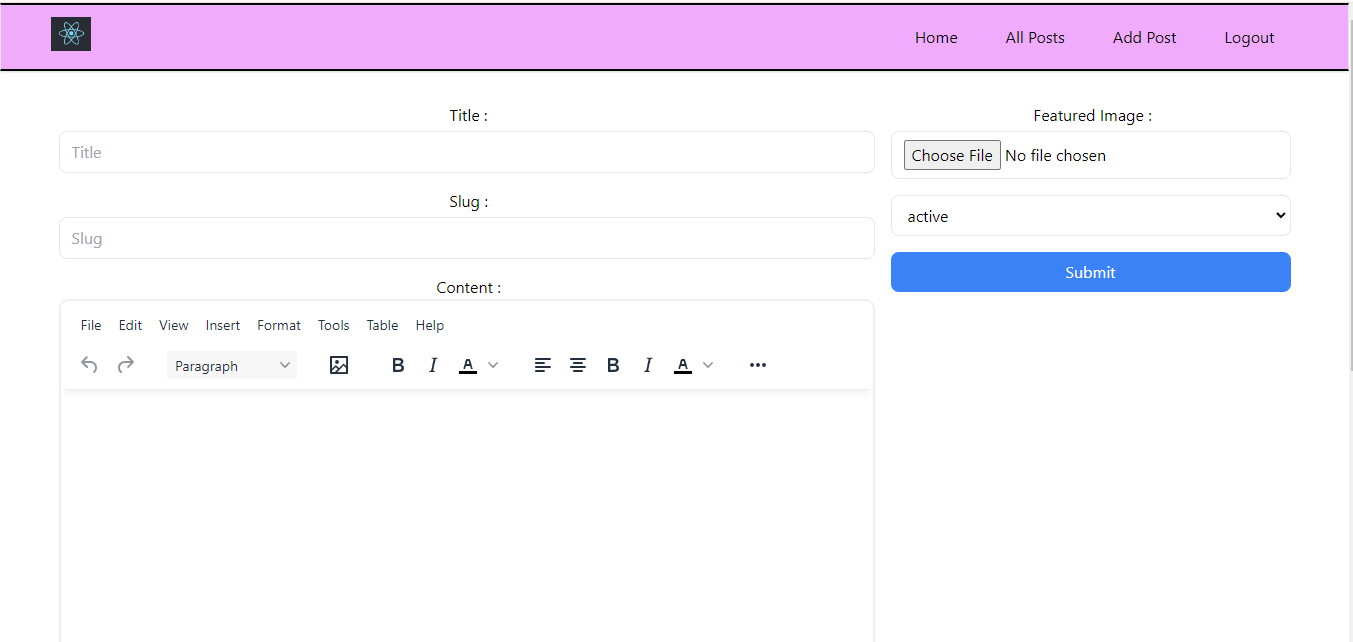 Home All Posts Add Post Logout
Title :
Title
Slug :
Slug
Content :
File Edit View Insert Format Tools Table Help
Paragraph B I A B I A
Featured Image :
Choose File No file chosen
active
Submit